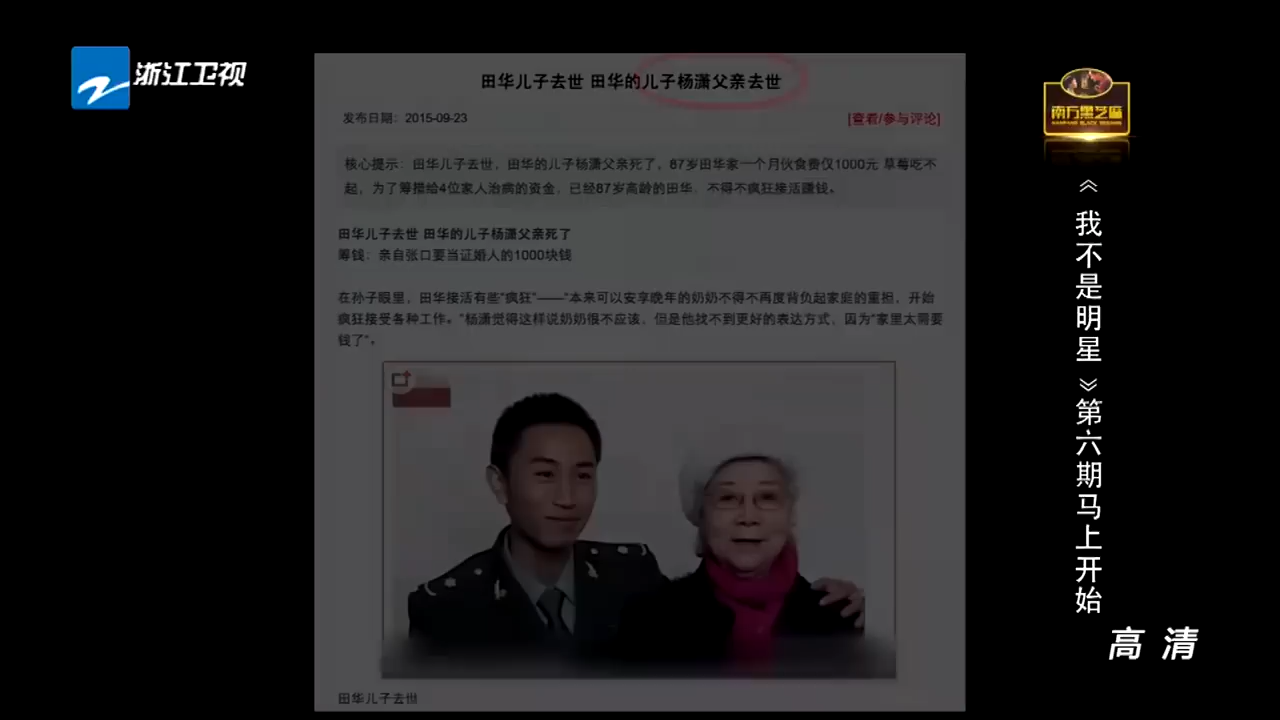 浙江卫视
田华儿子去世 田华的儿子杨潇父亲去世
发布日期：2015-09-23
[查看/参与评论]
核心提示：田华儿子去世，田华的儿子杨潇父亲死了，87岁田华家一个月伙食费仅1000元 草莓吃不
起，为了筹措给4位家人治病的资金，已经87岁高龄的田华，不得不疯狂接活赚钱。
田华儿子去世 田华的儿子杨潇父亲死了
筹钱：亲自张口要当证婚人的1000块钱
在孙子眼里，田华接活有些“疯狂”——“本来可以安享晚年的奶奶不得不再度背负起家庭的重担，开始
疯狂接受各种工作。”杨潇觉得这样说奶奶很不应该，但是他找不到更好的表达方式，因为“家里太需要
钱了”。
田华儿子去世
南方黑芝麻
《我不是明星》第六期马上开始
高清